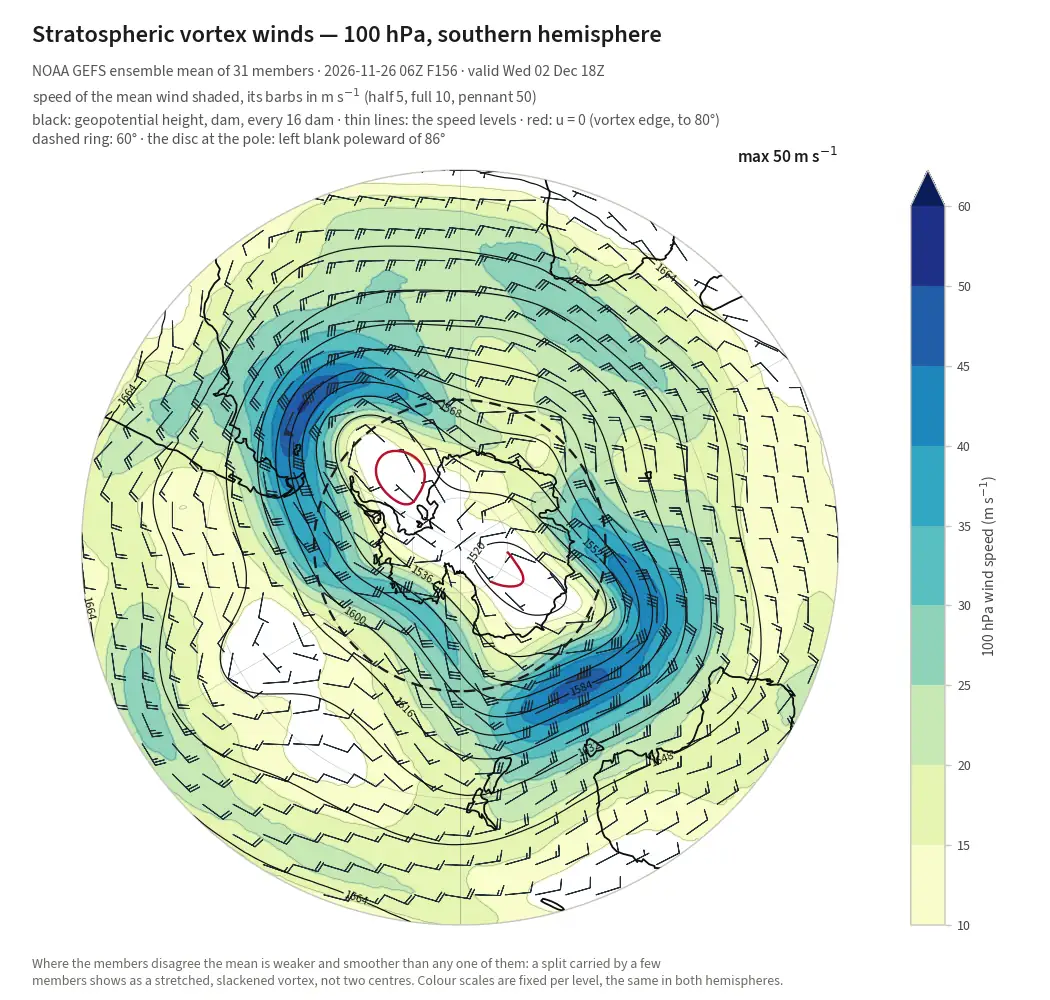 Stratospheric vortex winds — 100 hPa, southern hemisphere
NOAA GEFS ensemble mean of 31 members · 2026-11-26 06Z F156 · valid Wed 02 Dec 18Z
speed of the mean wind shaded, its barbs in m s⁻¹ (half 5, full 10, pennant 50)
black: geopotential height, dam, every 16 dam · thin lines: the speed levels · red: u = 0 (vortex edge, to 80°)
dashed ring: 60° · the disc at the pole: left blank poleward of 86°
max 50 m s⁻¹
60
50
45
40
35
30
25
20
15
10
100 hPa wind speed (m s⁻¹)
1664
1664
1568
1552
1520
1536
1600
1664
1584
1616
1648
1664
Where the members disagree the mean is weaker and smoother than any one of them: a split carried by a few
members shows as a stretched, slackened vortex, not two centres. Colour scales are fixed per level, the same in both hemispheres.